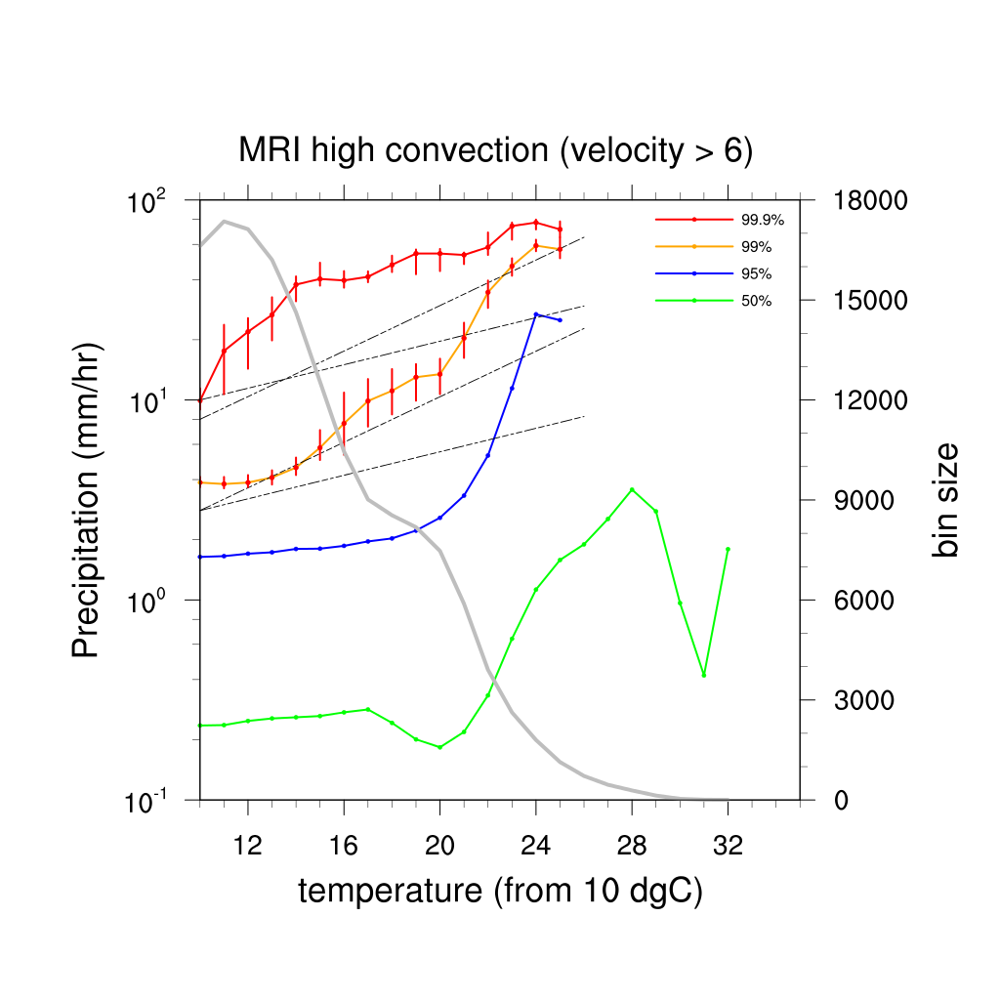 MRI high convection (velocity > 6)
10² 18000
99.9%
99%
95%
50%
15000
10¹ 12000
Precipitation (mm/hr)
bin size
9000
10⁰ 6000
3000
10⁻¹ 0
12 16 20 24 28 32
temperature (from 10 dgC)